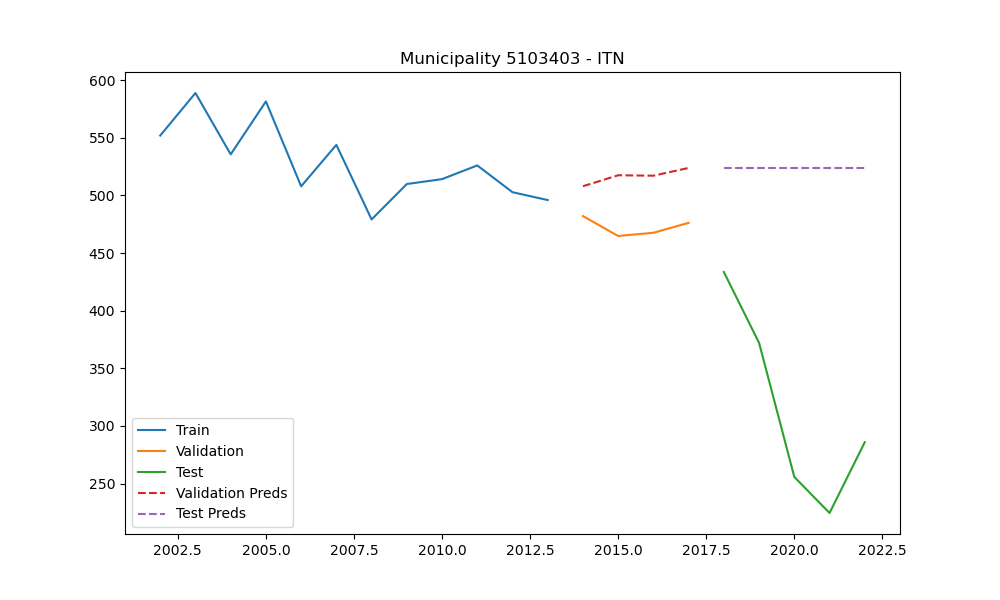 Municipality 5103403 - ITN
600
550
500
450
400
350
300
250
Train
Validation
Test
Validation Preds
Test Preds
2002.5 2005.0 2007.5 2010.0 2012.5 2015.0 2017.5 2020.0 2022.5